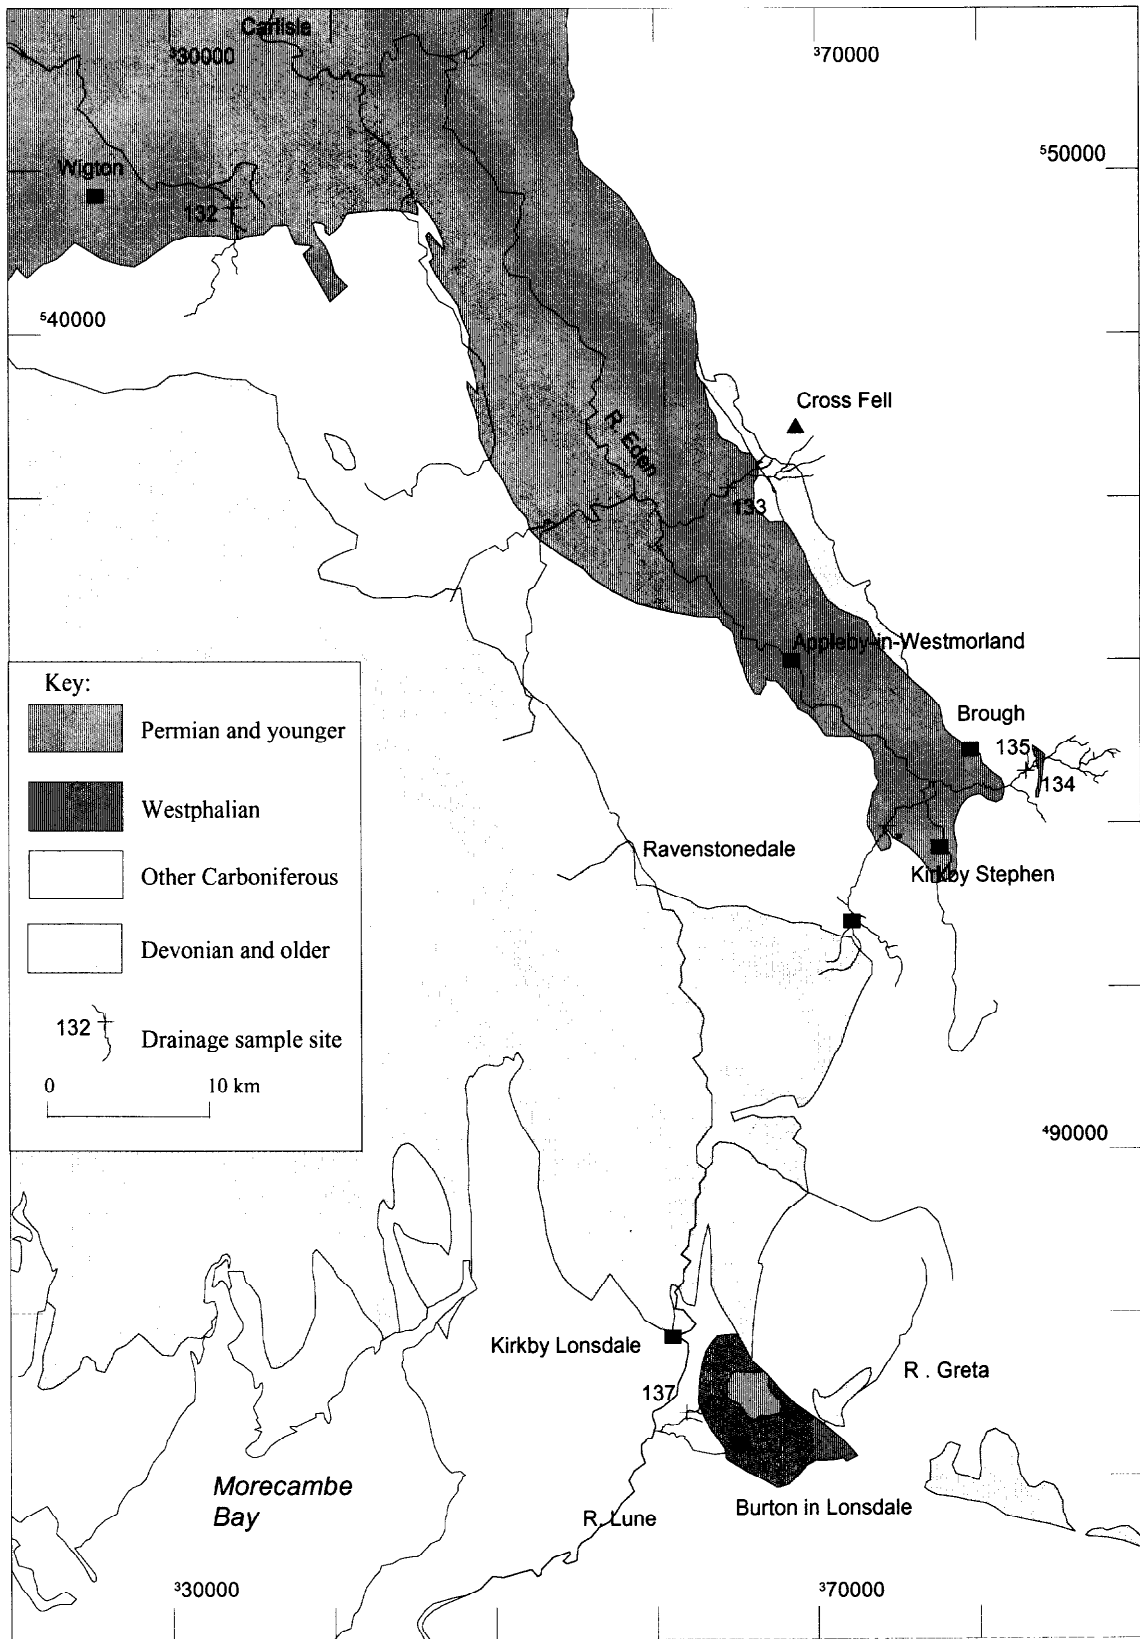 Carlisle
³30000
³70000
⁵50000
Wigton
132
⁵40000
Cross Fell
R. Eden
133
Appleby-in-Westmorland
Key:
Permian and younger
Westphalian
Other Carboniferous
Devonian and older
132
Drainage sample site
0 10 km
Brough
135
134
Ravenstonedale
Kirkby Stephen
⁴90000
Kirkby Lonsdale
R . Greta
137
Morecambe
Bay
R. Lune
Burton in Lonsdale
³30000
³70000